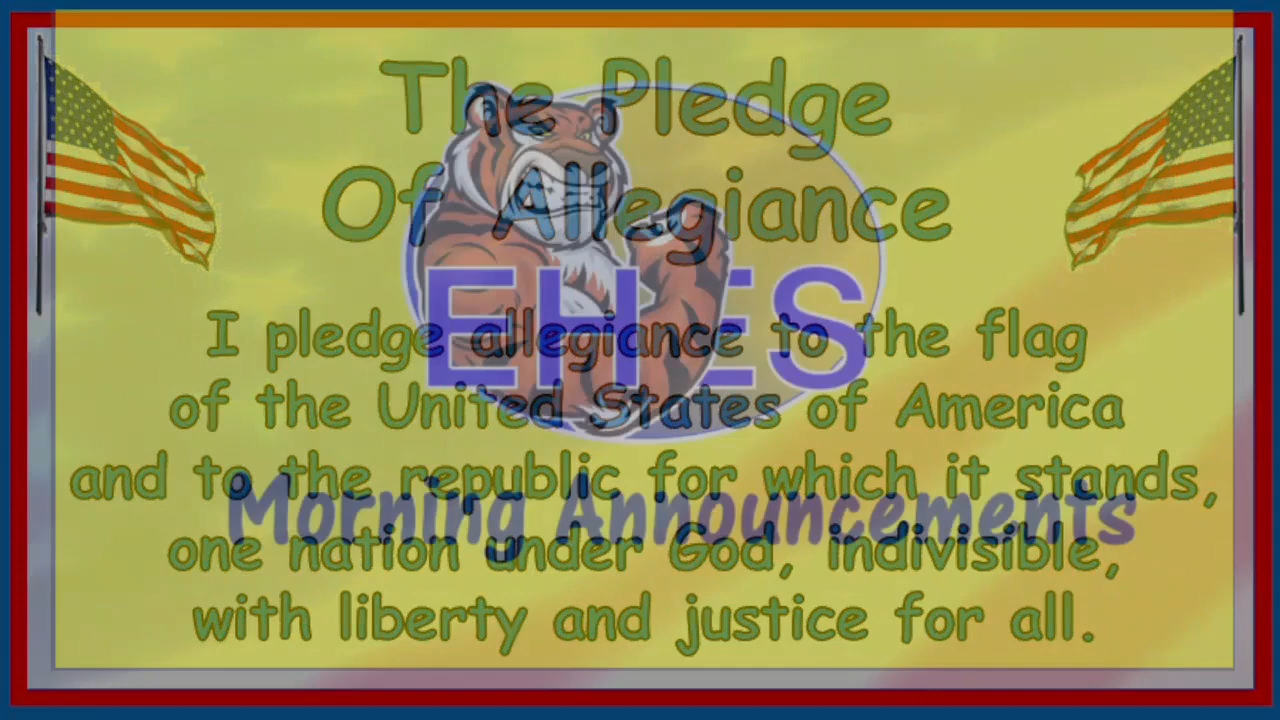 The Pledge
Of Allegiance
EHES
I pledge allegiance to the flag
of the United States of America
and to the republic for which it stands,
Morning Announcements
one nation under God, indivisible,
with liberty and justice for all.